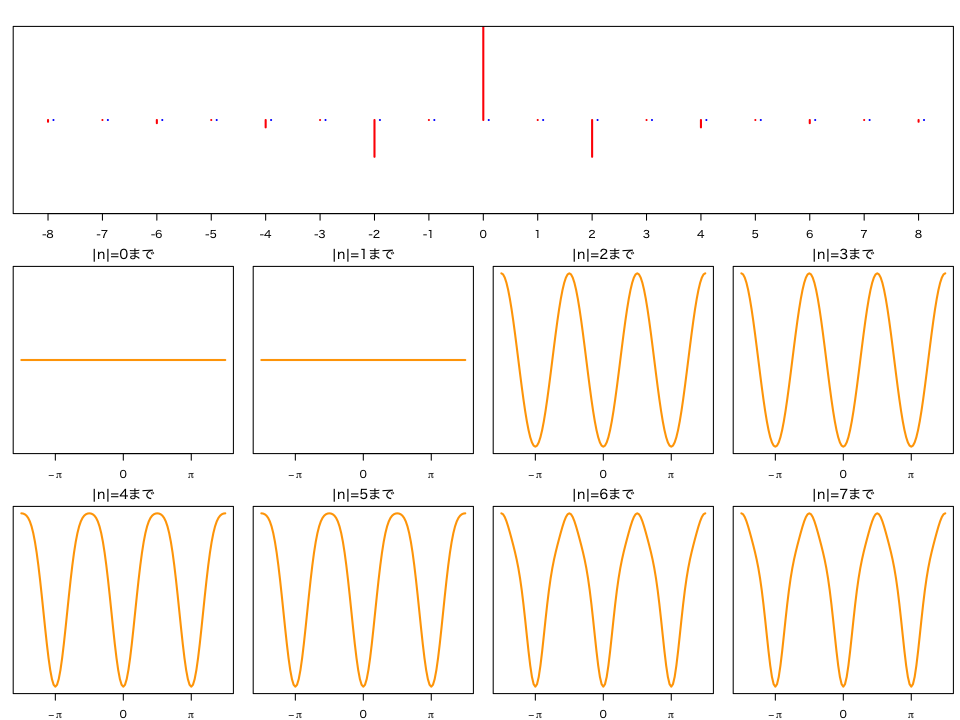 -8 -7 -6 -5 -4 -3 -2 -1 0 1 2 3 4 5 6 7 8
|n|=0まで |n|=1まで |n|=2まで |n|=3まで
−π 0 π −π 0 π −π 0 π −π 0 π
|n|=4まで |n|=5まで |n|=6まで |n|=7まで
−π 0 π −π 0 π −π 0 π −π 0 π